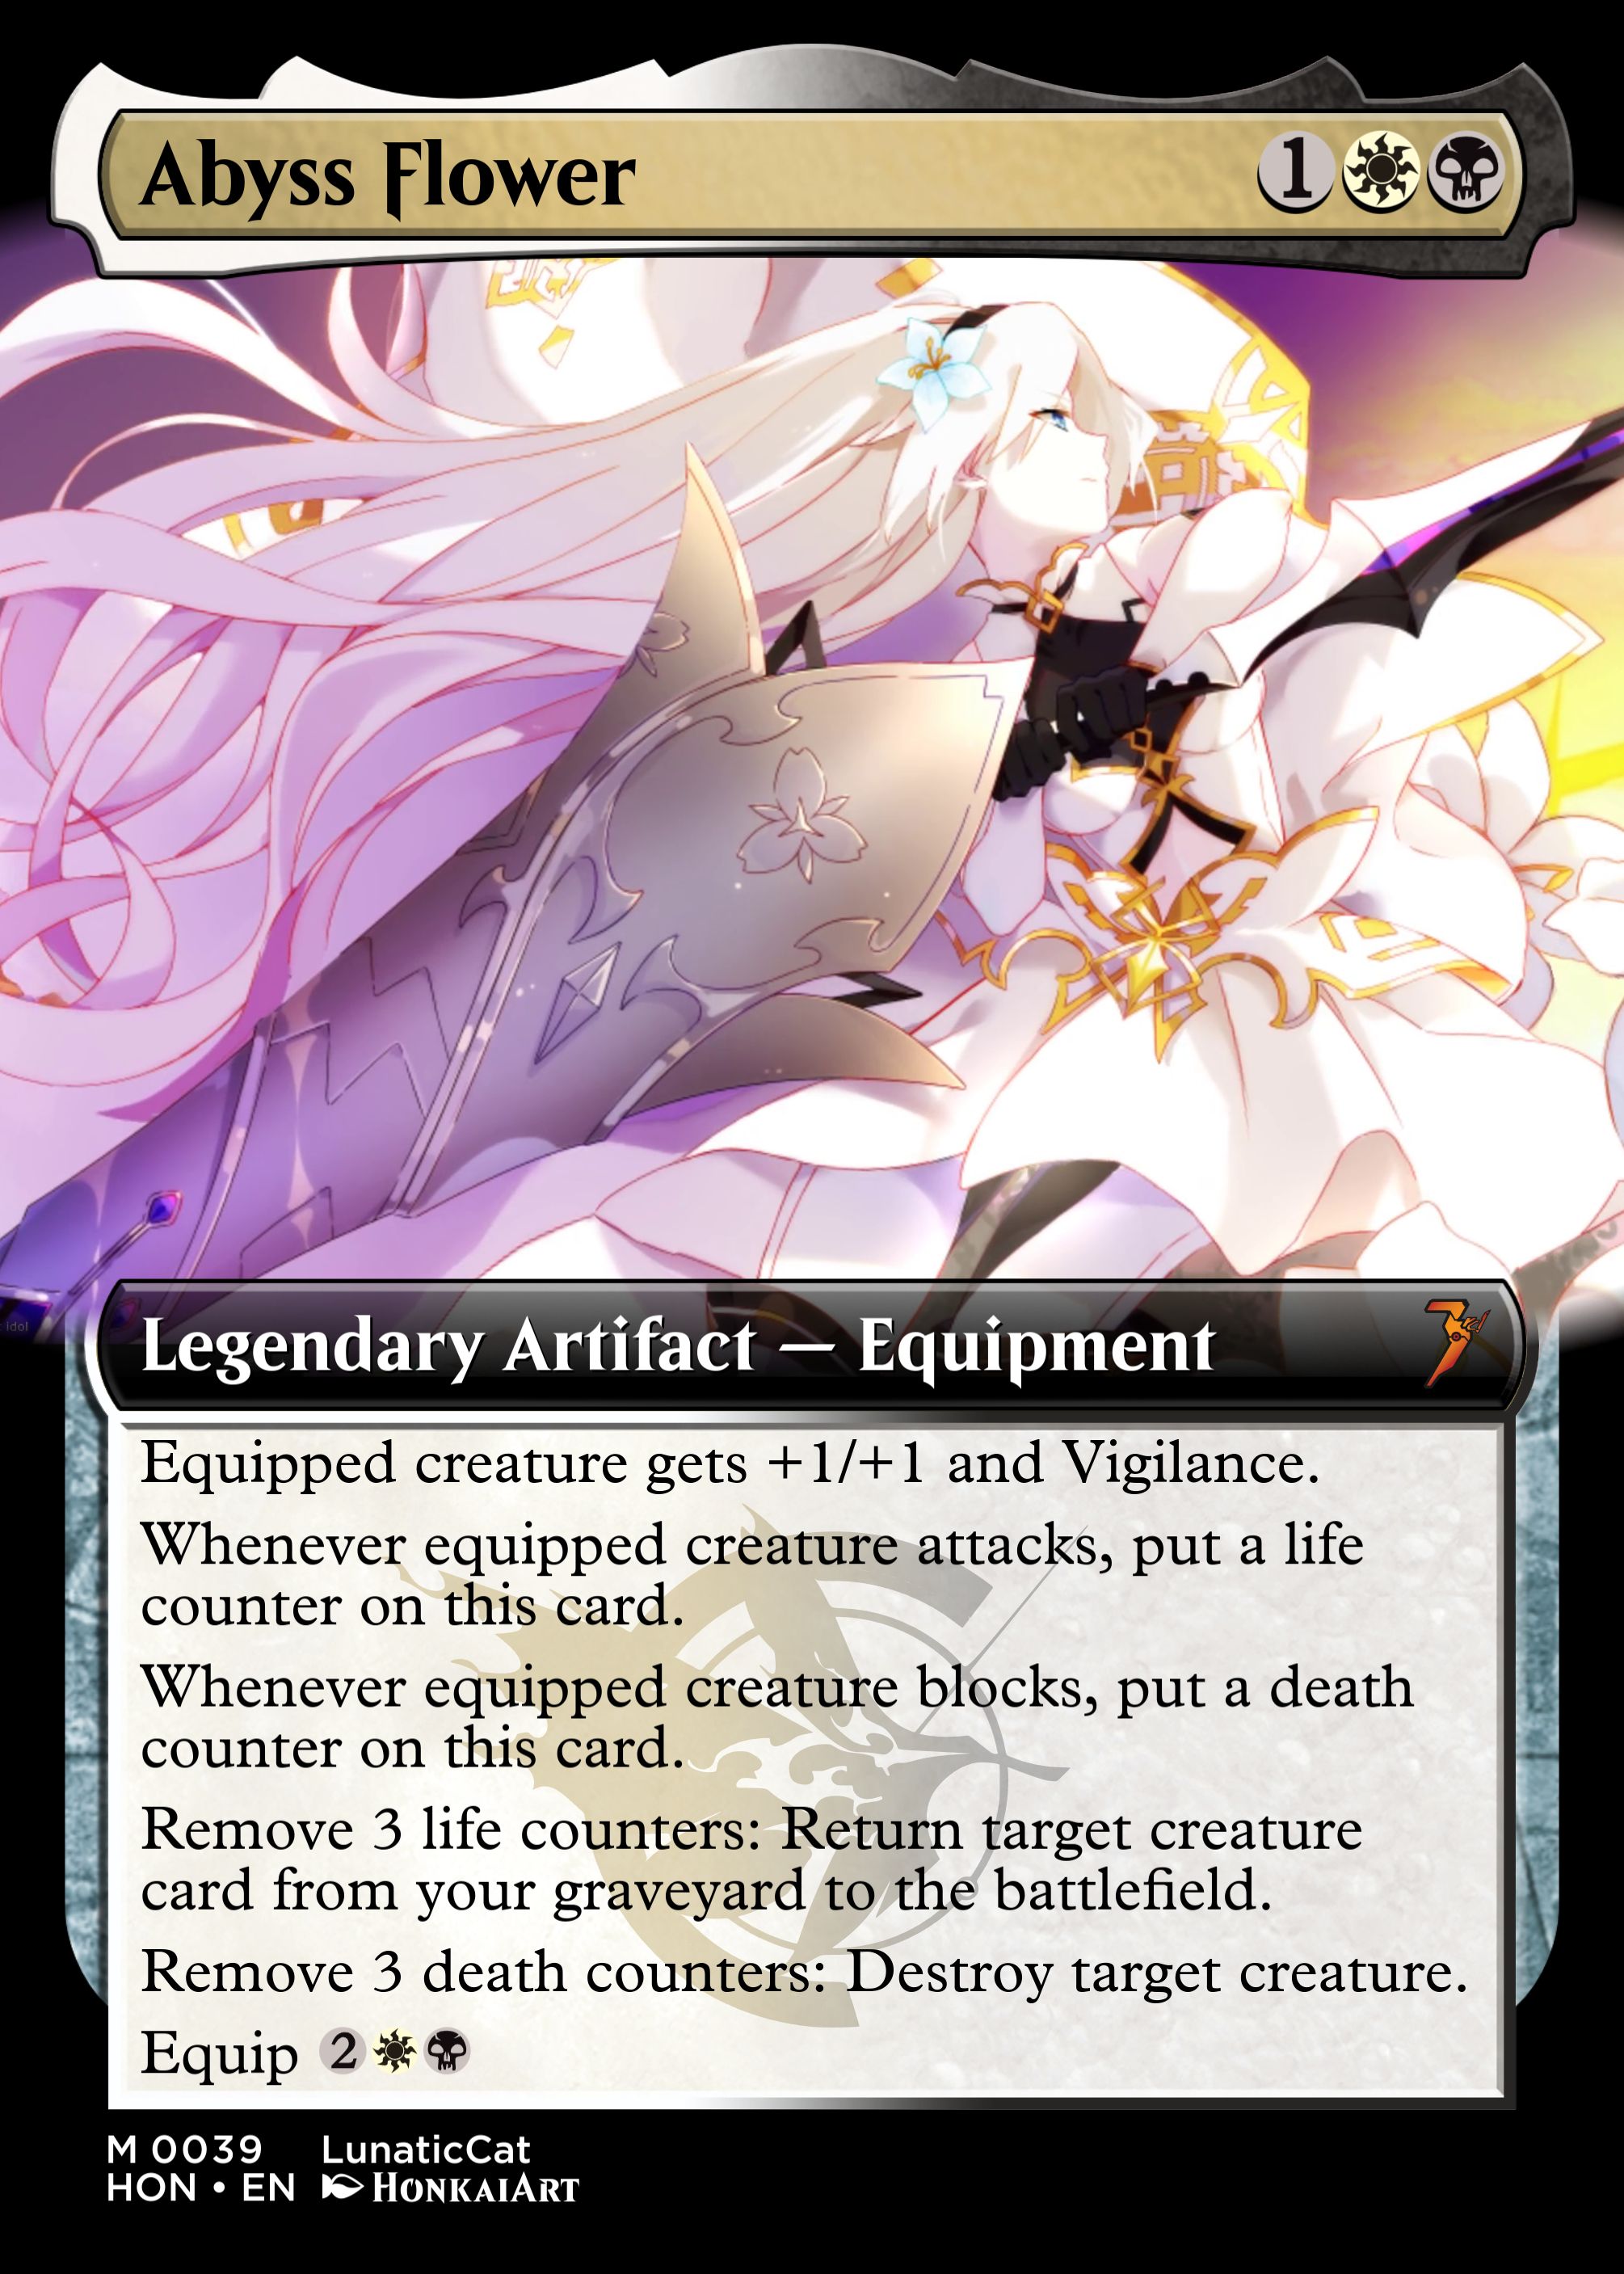 Abyss Flower 1
Idol
Legendary Artifact — Equipment 3rd
Equipped creature gets +1/+1 and Vigilance.
Whenever equipped creature attacks, put a life
counter on this card.
Whenever equipped creature blocks, put a death
counter on this card.
Remove 3 life counters: Return target creature
card from your graveyard to the battlefield.
Remove 3 death counters: Destroy target creature.
Equip 2
M 0039 LunaticCat
HON • EN HONKAIART